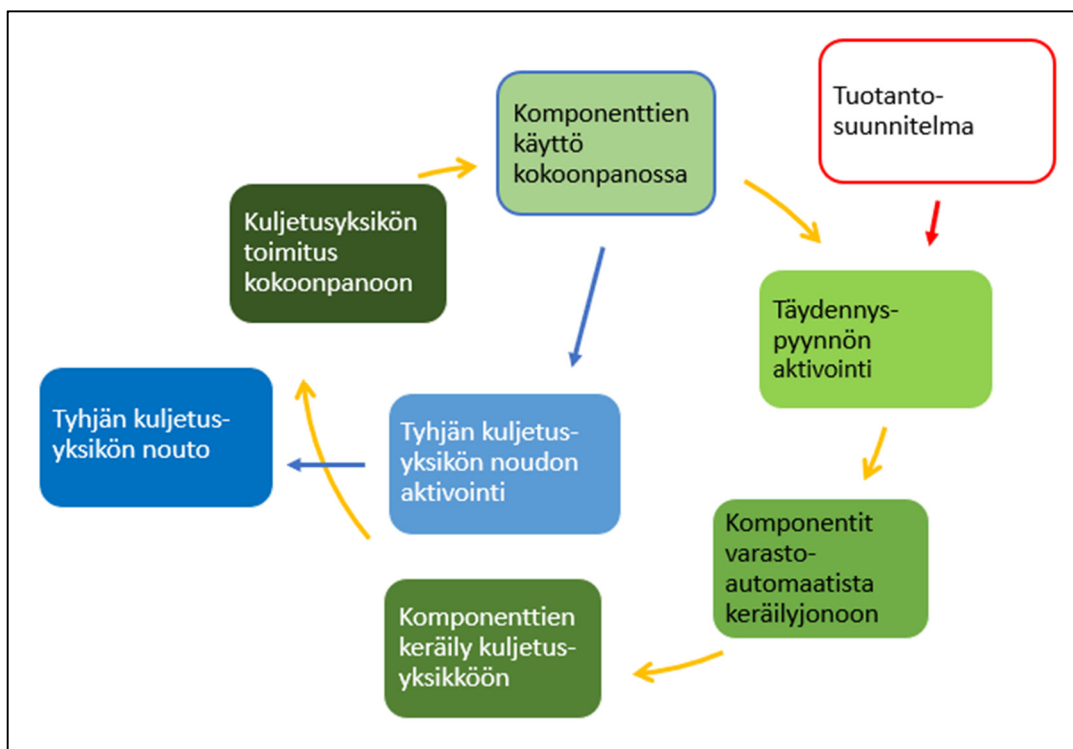 Komponenttien
käyttö
kokoonpanossa
Tuotanto-
suunnitelma
Kuljetusyksikön
toimitus
kokoonpanoon
Täydennys-
pyynnön
aktivointi
Tyhjän kuljetus-
yksikön nouto
Tyhjän kuljetus-
yksikön noudon
aktivointi
Komponentit
varasto-
automaatista
keräilyjonoon
Komponenttien
keräily kuljetus-
yksikköön